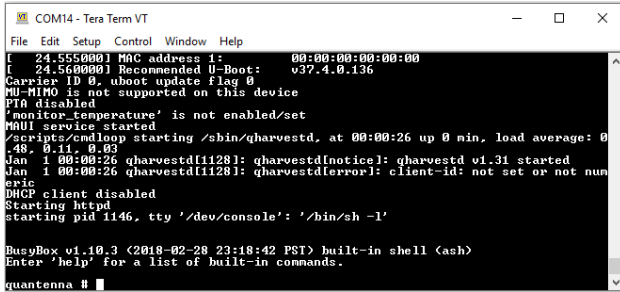 COM14 - Tera Term VT
File Edit Setup Control Window Help
[   24.555000] MAC address 1:          00:00:00:00:00:00
[   24.560000] Recommended U-Boot:     v37.4.0.136
Carrier ID 0, uboot update flag 0
MU-MIMO is not supported on this device
PTA disabled
'monitor_temperature' is not enabled/set
MAUI service started
/scripts/cmdloop starting /sbin/qharvestd, at 00:00:26 up 0 min, load average: 0
.48, 0.11, 0.03
Jan  1 00:00:26 qharvestd[1128]: qharvestd[notice]: qharvestd v1.31 started
Jan  1 00:00:26 qharvestd[1128]: qharvestd[error]: client-id: not set or not num
eric
DHCP client disabled
Starting httpd
starting pid 1146, tty '/dev/console': '/bin/sh -l'
BusyBox v1.10.3 (2018-02-28 23:18:42 PST) built-in shell (ash)
Enter 'help' for a list of built-in commands.
quantenna #